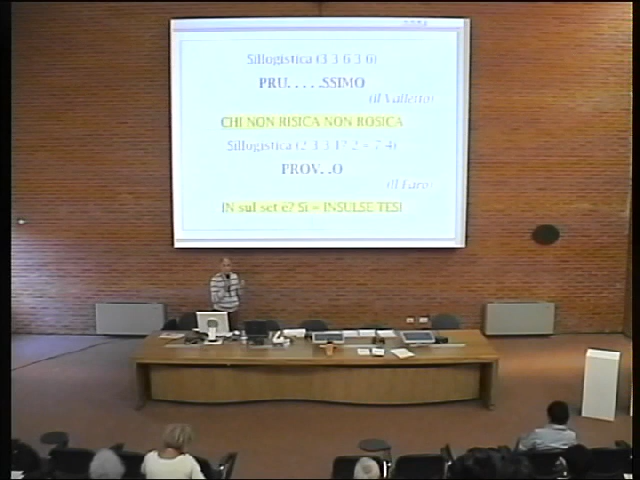 Sillogistica (3 3 6 3 6)
PRU. . . . .SSIMO
(il Valletto)
CHI NON RISICA NON ROSICA
Sillogistica (2 3 3 1? 2 = 7 4)
PROV. .O
(Il Faro)
IN sul set è? Sì = INSULSE TESI